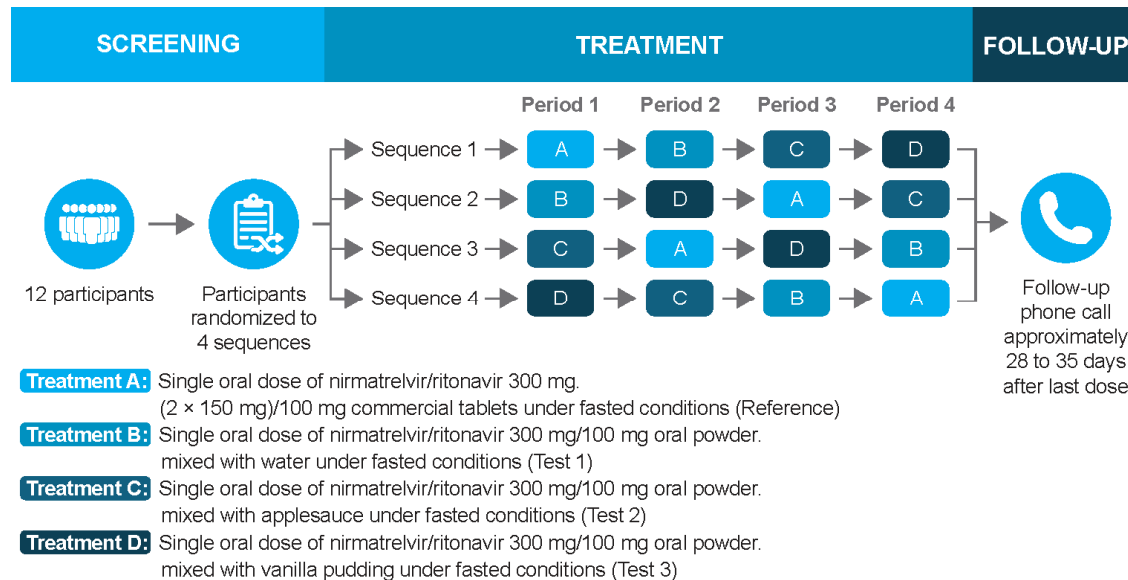 SCREENING
TREATMENT
FOLLOW-UP
Period 1 Period 2 Period 3 Period 4
Sequence 1 A B C D
Sequence 2 B D A C
Sequence 3 C A D B
Sequence 4 D C B A
12 participants
Participants
randomized to
4 sequences
Follow-up
phone call
approximately
28 to 35 days
after last dose
Treatment A: Single oral dose of nirmatrelvir/ritonavir 300 mg.
(2 × 150 mg)/100 mg commercial tablets under fasted conditions (Reference)
Treatment B: Single oral dose of nirmatrelvir/ritonavir 300 mg/100 mg oral powder.
mixed with water under fasted conditions (Test 1)
Treatment C: Single oral dose of nirmatrelvir/ritonavir 300 mg/100 mg oral powder.
mixed with applesauce under fasted conditions (Test 2)
Treatment D: Single oral dose of nirmatrelvir/ritonavir 300 mg/100 mg oral powder.
mixed with vanilla pudding under fasted conditions (Test 3)